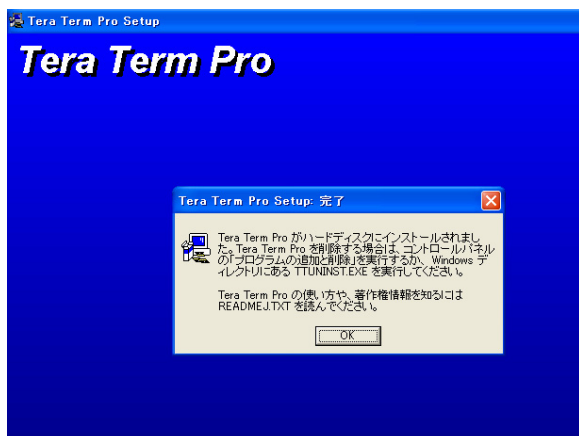 Tera Term Pro Setup
Tera Term Pro
Tera Term Pro Setup: 完了
Tera Term Pro がハードディスクにインストールされまし
た。Tera Term Pro を削除する場合は、コントロールパネル
の「プログラムの追加と削除」を実行するか、Windows デ
ィレクトリにある TTUNINST.EXE を実行してください。
Tera Term Pro の使い方や、著作権情報を知るには
README.TXT を読んでください。
OK